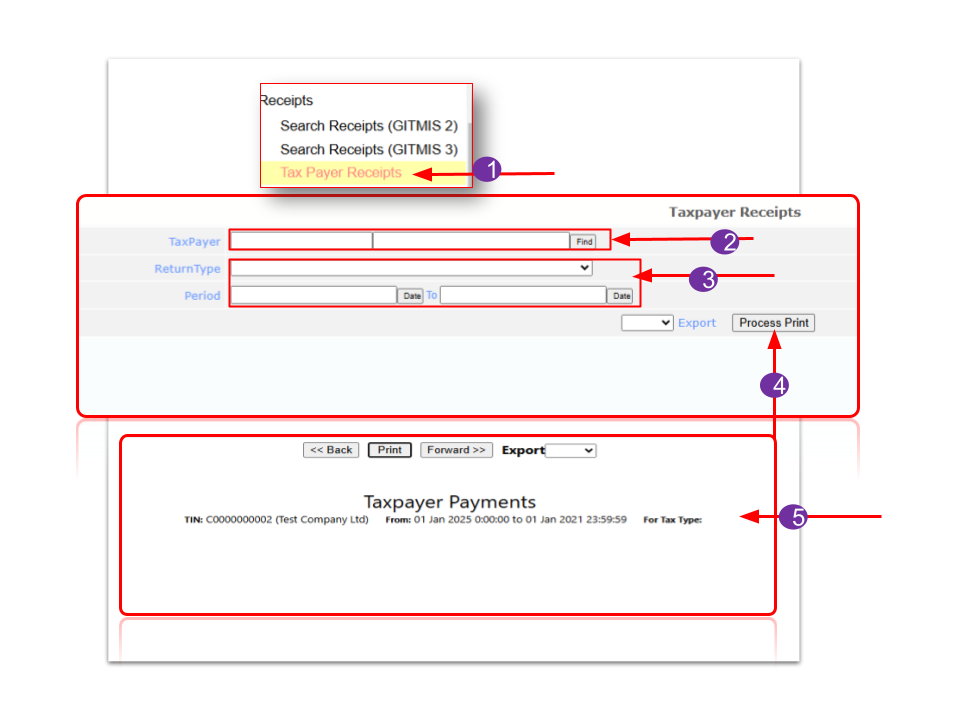 Receipts
Search Receipts (GITMIS 2)
Search Receipts (GITMIS 3)
Tax Payer Receipts
1
Taxpayer Receipts
TaxPayer Find 2
ReturnType 3
Period Date To Date
Export Process Print
4
<< Back Print Forward >> Export
Taxpayer Payments
TIN: C0000000002 (Test Company Ltd) From: 01 Jan 2025 0:00:00 to 01 Jan 2021 23:59:59 For Tax Type:
5